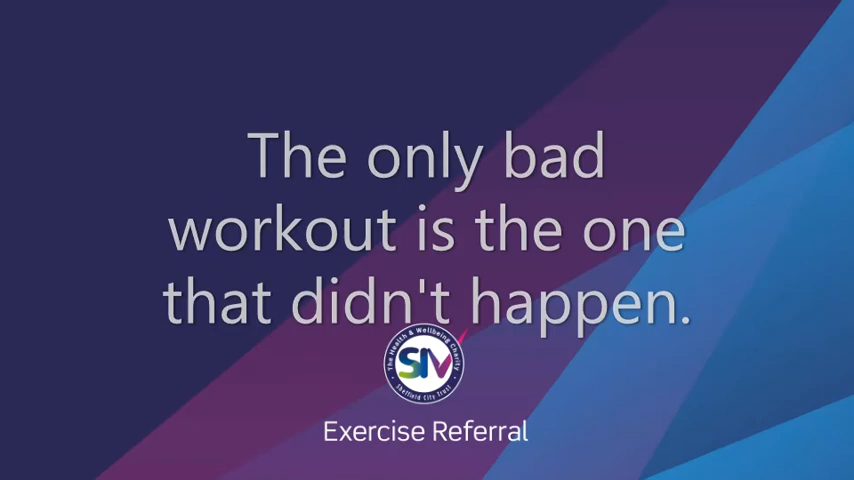 The only bad
workout is the one
that didn't happen.
The Health & Wellbeing Charity
SIV
Sheffield City Trust
Exercise Referral